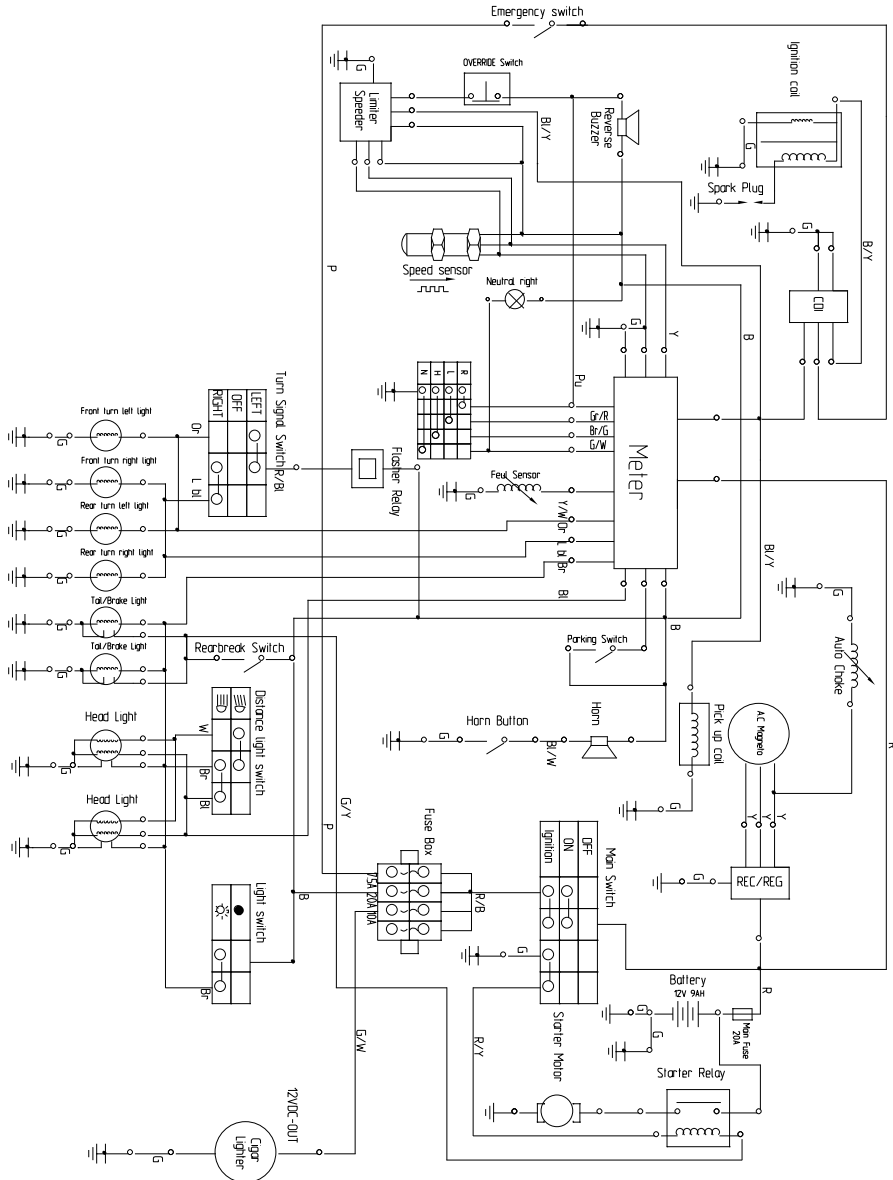 Emergency switch
G
OVERRIDE Switch
Limiter
Speeder
Bl/Y
Reverse
Buzzer
Ignition coil
G
Spark Plug
G
B/Y
CDI
P
Speed sensor
Neutral right
G
Y
B
Turn Signal Switch
LEFT
OFF
RIGHT
Or
L bl
R/Bl
Flasher Relay
N
H
L
R
Pu
Gr/R
Br/G
G/W
Meter
Feul Sensor
G
Y/W
Or
L bl
Br
Bl
Front turn left light
G
Front turn right light
G
Rear turn left light
G
Rear turn right light
G
Tail/Brake Light
G
Tail/Brake Light
G
Rearbreak Switch
B
Parking Switch
Bl/Y
G
Auto Choke
Pick up coil
G
AC Magneto
Y
Y
Y
R
REC/REG
G
Head Light
G
Head Light
G
Distance light switch
W
Br
Bl
Horn Button
G
Bl/W
Horn
G/Y
P
Fuse Box
7.5A
20A
10A
R/B
Main Switch
OFF
ON
Ignition
G
Light switch
Br
B
G/W
R/Y
Battery
12V 9AH
G
G
R
Main Fuse
20A
Starter Motor
Starter Relay
12VDC-OUT
Cigar
Lighter
G